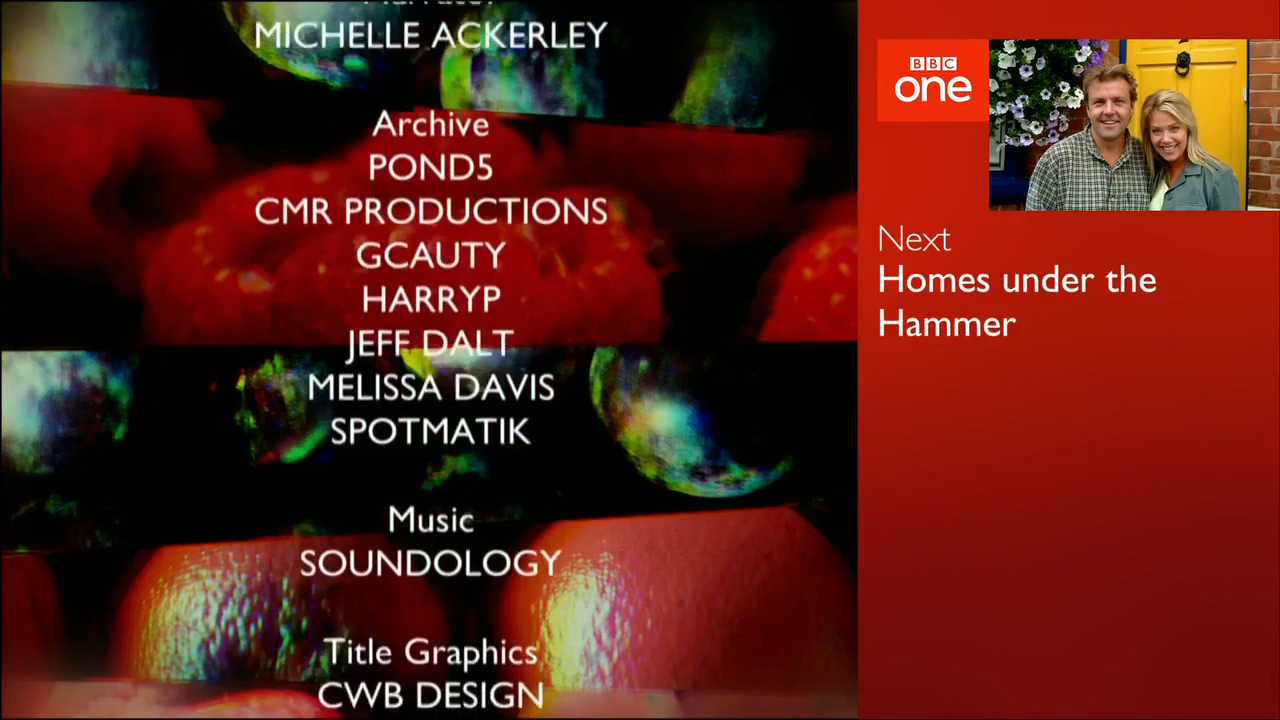 Narrator
MICHELLE ACKERLEY
Archive
POND5
CMR PRODUCTIONS
GCAUTY
HARRYP
JEFF DALT
MELISSA DAVIS
SPOTMATIK
Music
SOUNDOLOGY
Title Graphics
CWB DESIGN
BBC
one
Next
Homes under the
Hammer